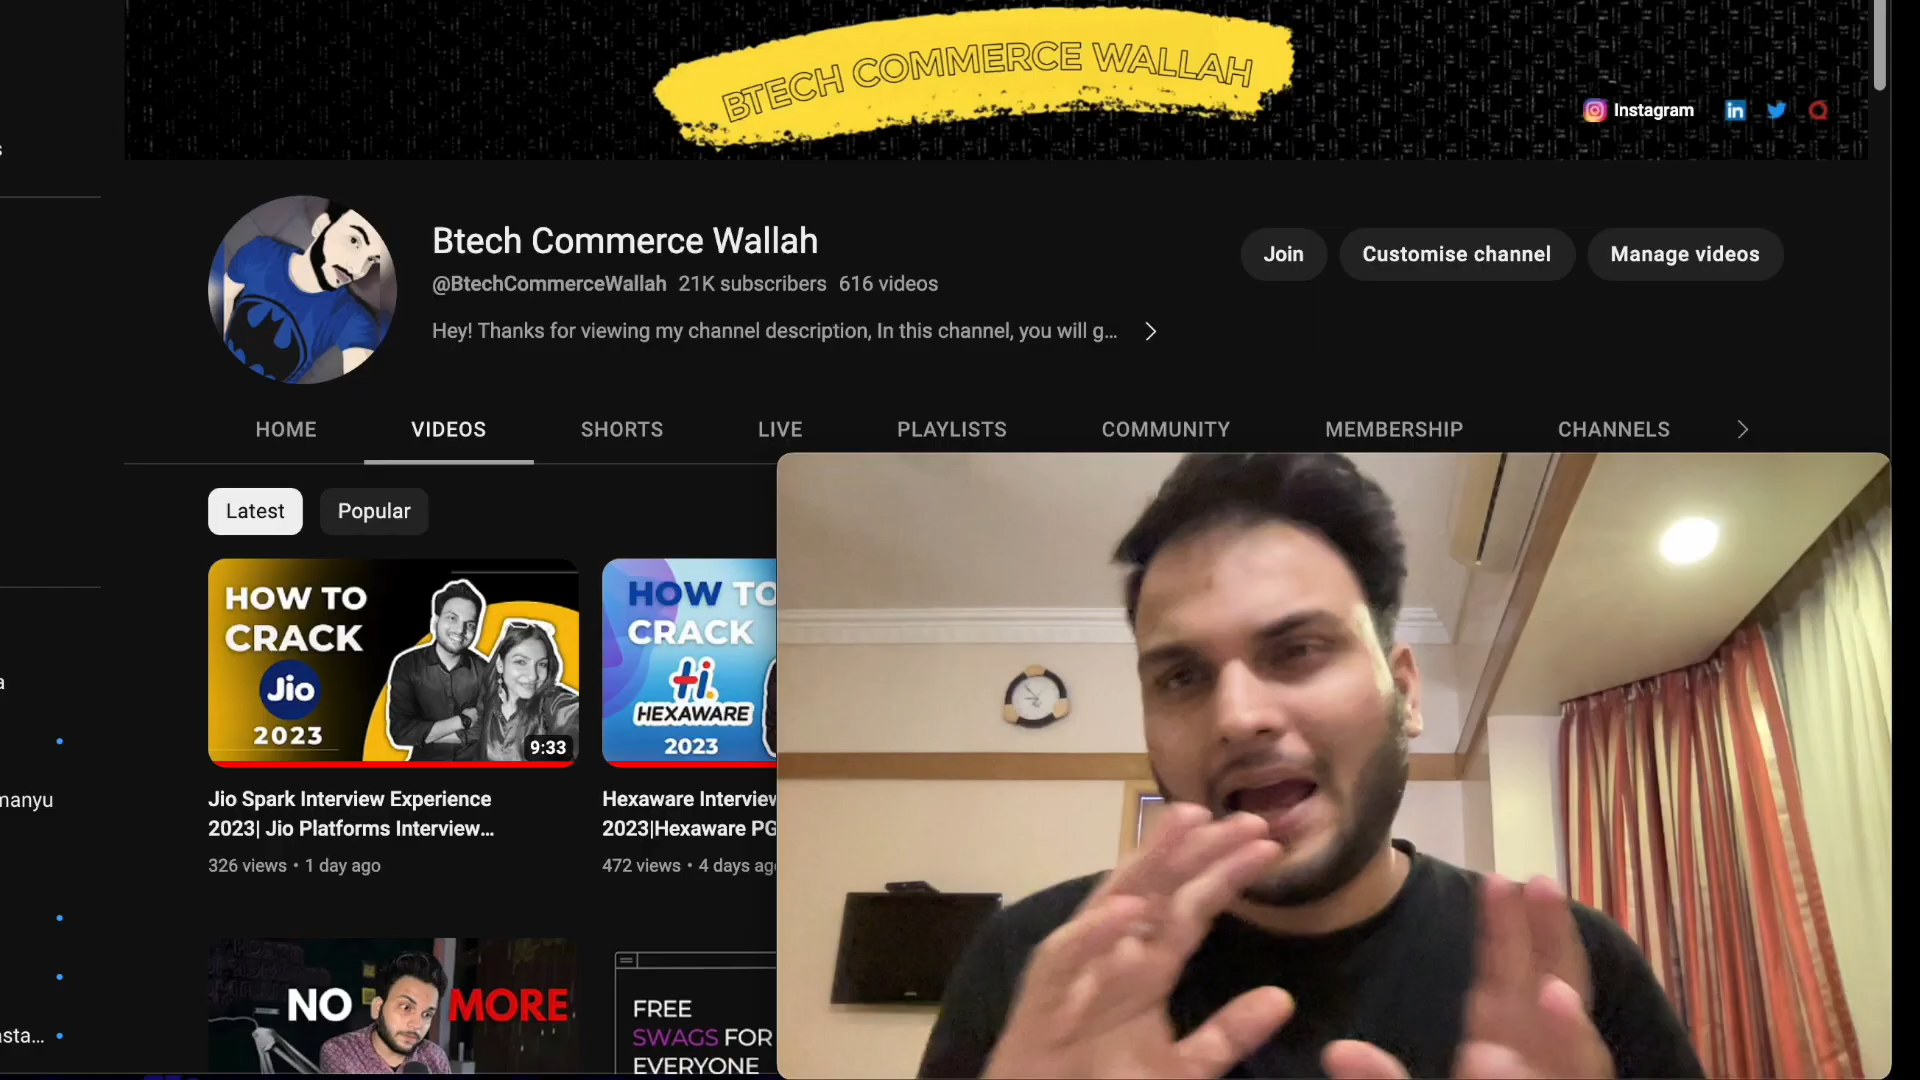 BTECH COMMERCE WALLAH
Instagram
Btech Commerce Wallah
@BtechCommerceWallah 21K subscribers 616 videos
Hey! Thanks for viewing my channel description, In this channel, you will g...
Join
Customise channel
Manage videos
HOME
VIDEOS
SHORTS
LIVE
PLAYLISTS
COMMUNITY
MEMBERSHIP
CHANNELS
Latest
Popular
HOW TO
CRACK
Jio
2023
9:33
HOW TO
CRACK
Hi
HEXAWARE
2023
Jio Spark Interview Experience
2023| Jio Platforms Interview...
326 views • 1 day ago
Hexaware Interview
2023|Hexaware PG
472 views • 4 days ago
manyu
NO MORE
FREE
SWAGS FOR
EVERYONE